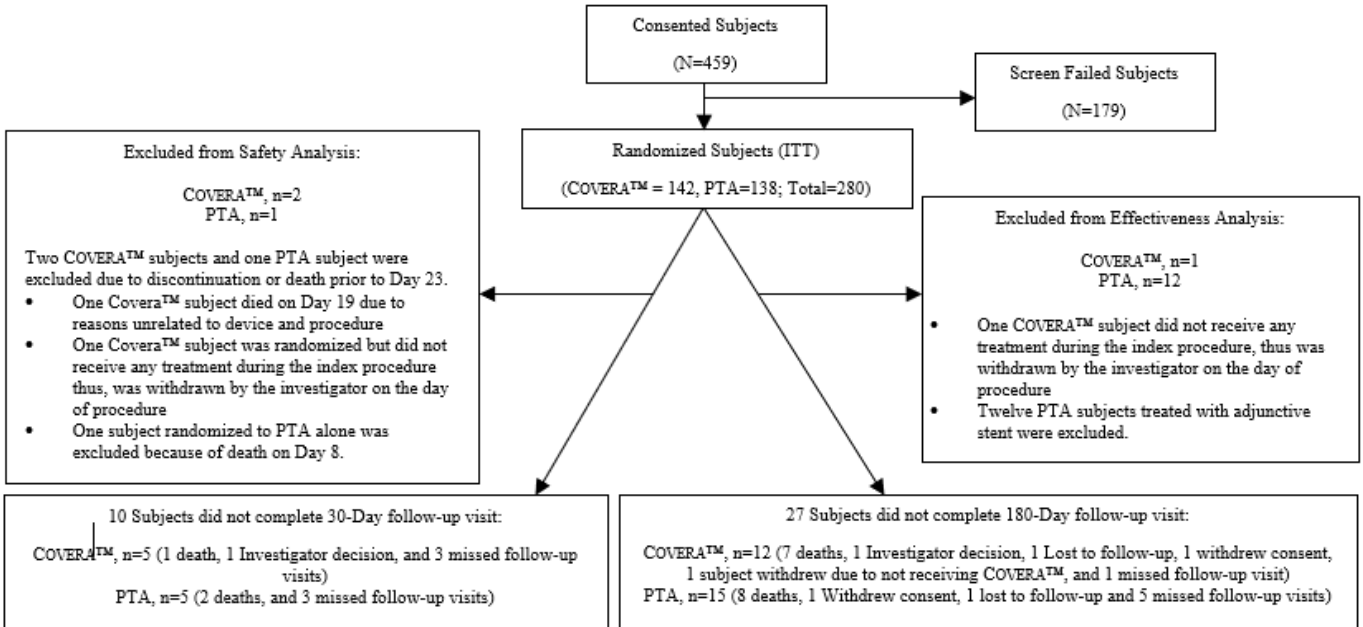 Consented Subjects
(N=459)
Screen Failed Subjects
(N=179)
Randomized Subjects (ITT)
(COVERA™ = 142, PTA=138; Total=280)
Excluded from Safety Analysis:
COVERA™, n=2
PTA, n=1
Two COVERA™ subjects and one PTA subject were
excluded due to discontinuation or death prior to Day 23.
• One Covera™ subject died on Day 19 due to
reasons unrelated to device and procedure
• One Covera™ subject was randomized but did not
receive any treatment during the index procedure
thus, was withdrawn by the investigator on the day
of procedure
• One subject randomized to PTA alone was
excluded because of death on Day 8.
Excluded from Effectiveness Analysis:
COVERA™, n=1
PTA, n=12
• One COVERA™ subject did not receive any
treatment during the index procedure, thus was
withdrawn by the investigator on the day of
procedure
• Twelve PTA subjects treated with adjunctive
stent were excluded.
10 Subjects did not complete 30-Day follow-up visit:
COVERA™, n=5 (1 death, 1 Investigator decision, and 3 missed follow-up
visits)
PTA, n=5 (2 deaths, and 3 missed follow-up visits)
27 Subjects did not complete 180-Day follow-up visit:
COVERA™, n=12 (7 deaths, 1 Investigator decision, 1 Lost to follow-up, 1 withdrew consent,
1 subject withdrew due to not receiving COVERA™, and 1 missed follow-up visit)
PTA, n=15 (8 deaths, 1 Withdrew consent, 1 lost to follow-up and 5 missed follow-up visits)